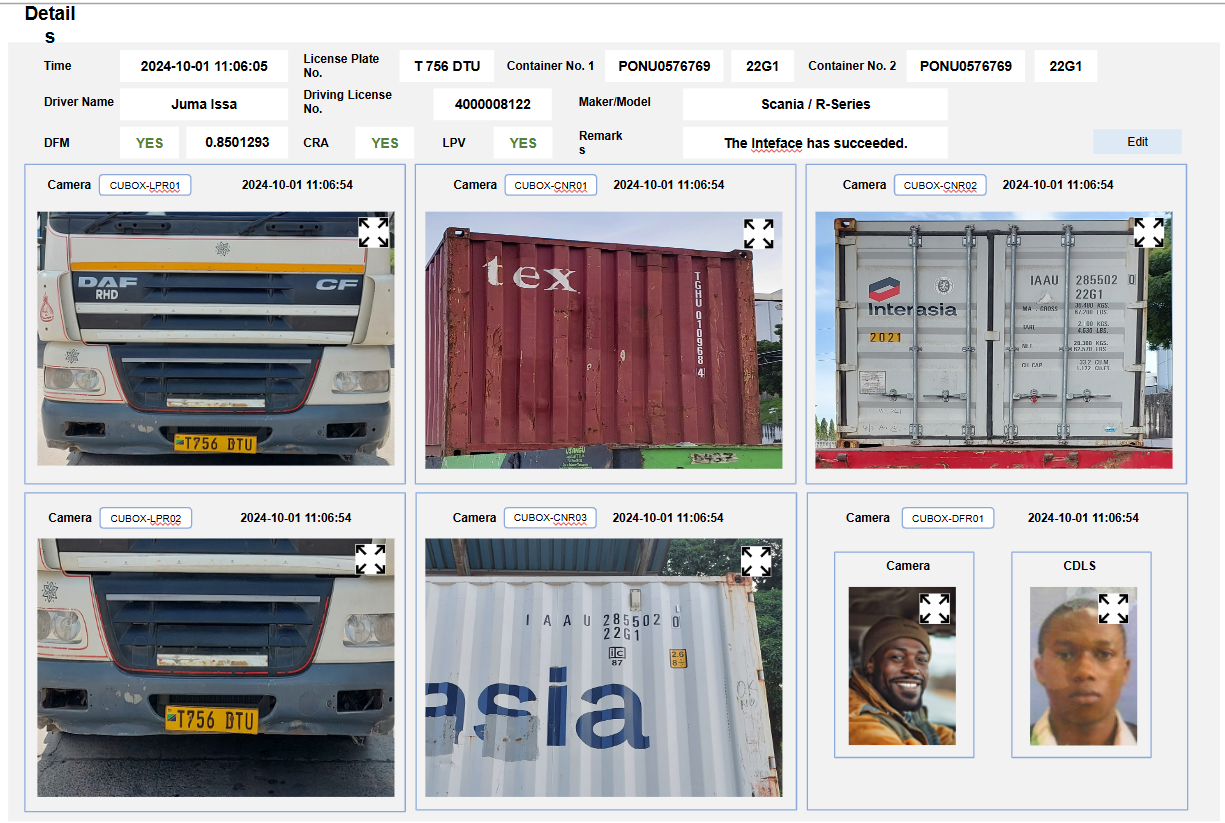 Details
Time 2024-10-01 11:06:05 License Plate No. T 756 DTU Container No. 1 PONU0576769 22G1 Container No. 2 PONU0576769 22G1
Driver Name Juma Issa Driving License No. 4000008122 Maker/Model Scania / R-Series
DFM YES 0.8501293 CRA YES LPV YES Remarks The Inteface has succeeded. Edit
Camera CUBOX-LPR01 2024-10-01 11:06:54
DAF CF
RHD
T756 DTU
Camera CUBOX-CNR01 2024-10-01 11:06:54
tex
TGHU 010968 4
USANGU
D437
Camera CUBOX-CNR02 2024-10-01 11:06:54
Interasia
2021
IAAU 285502 0
22G1
Camera CUBOX-LPR02 2024-10-01 11:06:54
T756 DTU
Camera CUBOX-CNR03 2024-10-01 11:06:54
IAAU 285502 0
22G1
87
asia
Camera CUBOX-DFR01 2024-10-01 11:06:54
Camera CDLS